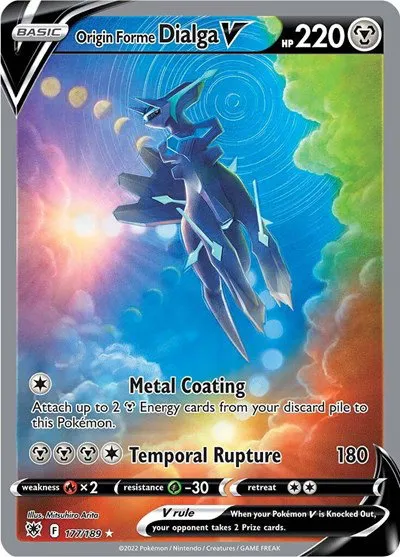 BASIC
Origin Forme Dialga V HP 220
Metal Coating
Attach up to 2 Energy cards from your discard pile to
this Pokémon.
Temporal Rupture 180
weakness ×2 resistance -30 retreat
Illus. Mitsuhiro Arita
F 177/189 ★
V rule When your Pokémon V is Knocked Out,
your opponent takes 2 Prize cards.
©2022 Pokémon / Nintendo / Creatures / GAME FREAK